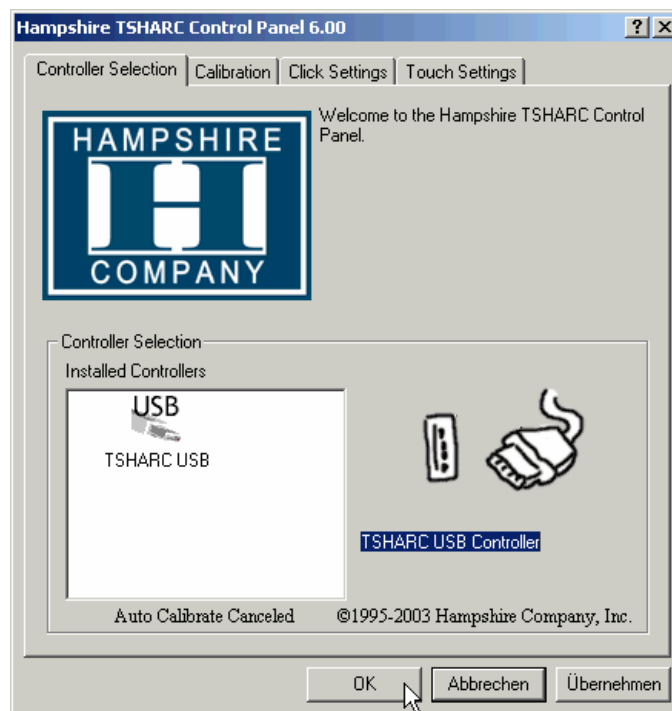 Hampshire TSHARC Control Panel 6.00
Controller Selection Calibration Click Settings Touch Settings
HAMPSHIRE
COMPANY
Welcome to the Hampshire TSHARC Control
Panel.
Controller Selection
Installed Controllers
USB
TSHARC USB
TSHARC USB Controller
Auto Calibrate Canceled ©1995-2003 Hampshire Company, Inc.
OK Abbrechen Übernehmen